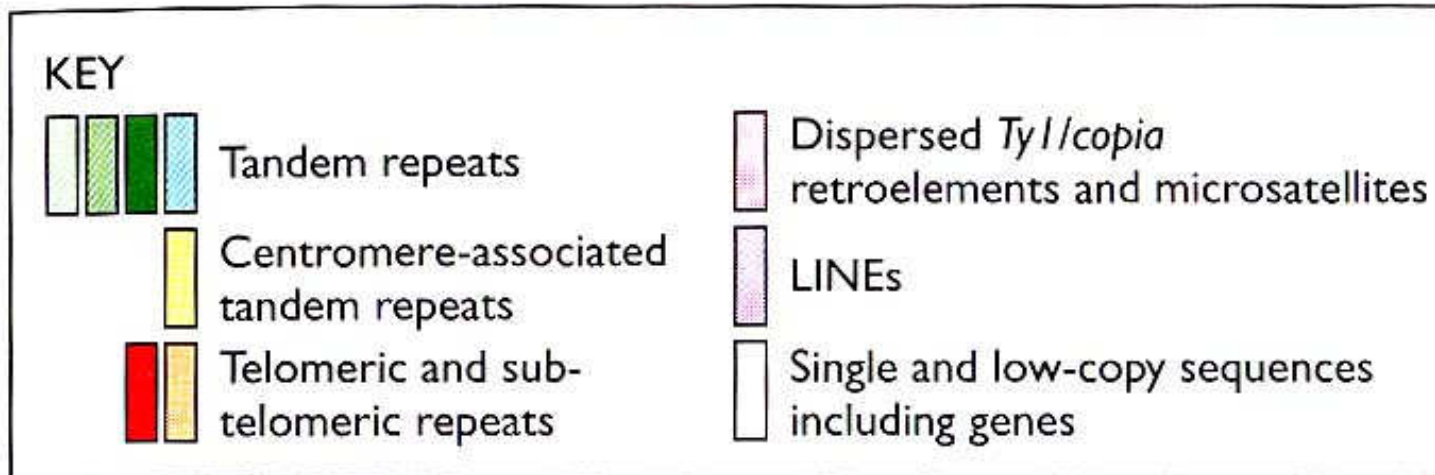 KEY
Tandem repeats
Centromere-associated
tandem repeats
Telomeric and sub-
telomeric repeats
Dispersed Ty1/copia
retroelements and microsatellites
LINEs
Single and low-copy sequences
including genes